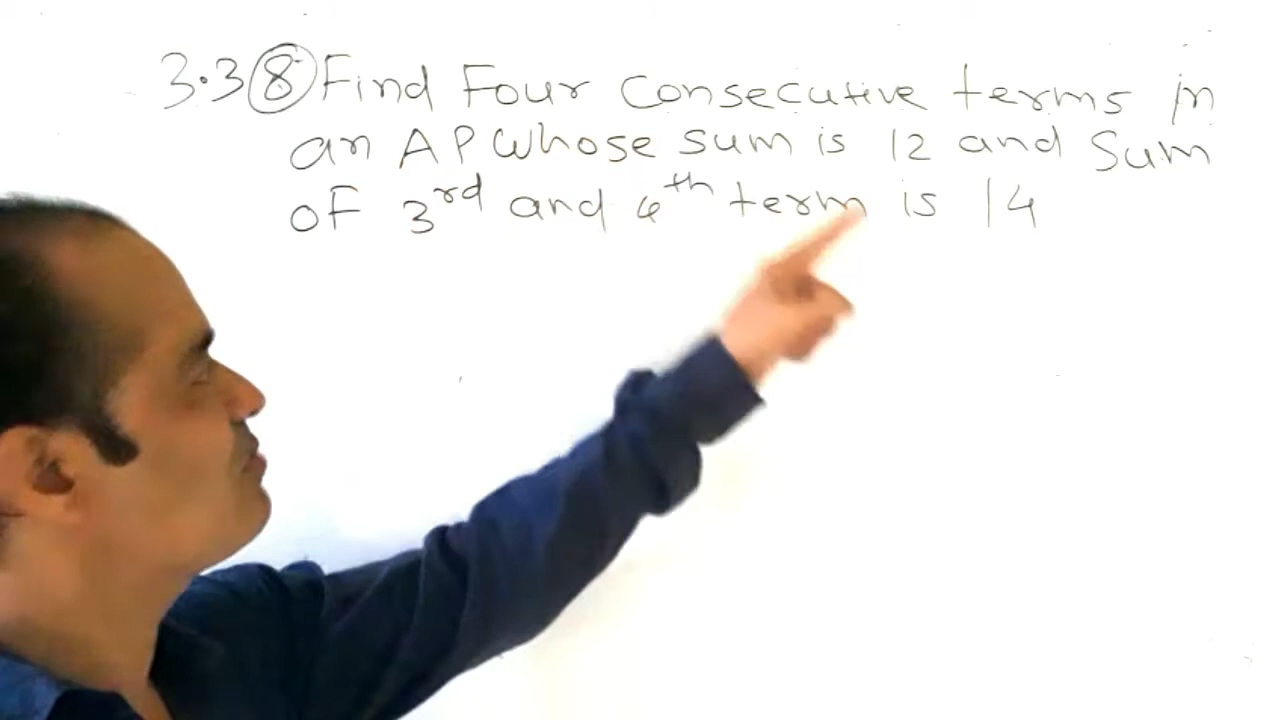 3.3 8 Find Four Consecutive terms in
an AP whose sum is 12 and Sum
of 3rd and 4th term is 14